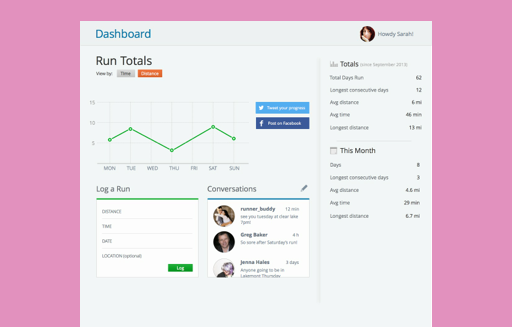 Dashboard
Howdy Sarah!
Run Totals
View by: Time Distance
15
10
5
MON TUE WED THU FRI SAT SUN
Tweet your progress
Post on Facebook
Totals (since September 2013)
Total Days Run 62
Longest consecutive days 12
Avg distance 6 mi
Avg time 46 min
Longest distance 13 mi
This Month
Days 8
Longest consecutive days 3
Avg distance 4.6 mi
Avg time 29 min
Longest distance 6.7 mi
Log a Run
DISTANCE
TIME
DATE
LOCATION (optional)
Log
Conversations
runner_buddy 12 min
see you tuesday at clear lake
7pm!
Greg Baker 4 h
So sore after Saturday's run!
Jenna Hales 3 days
Anyone going to be in
Lakemont Thursday